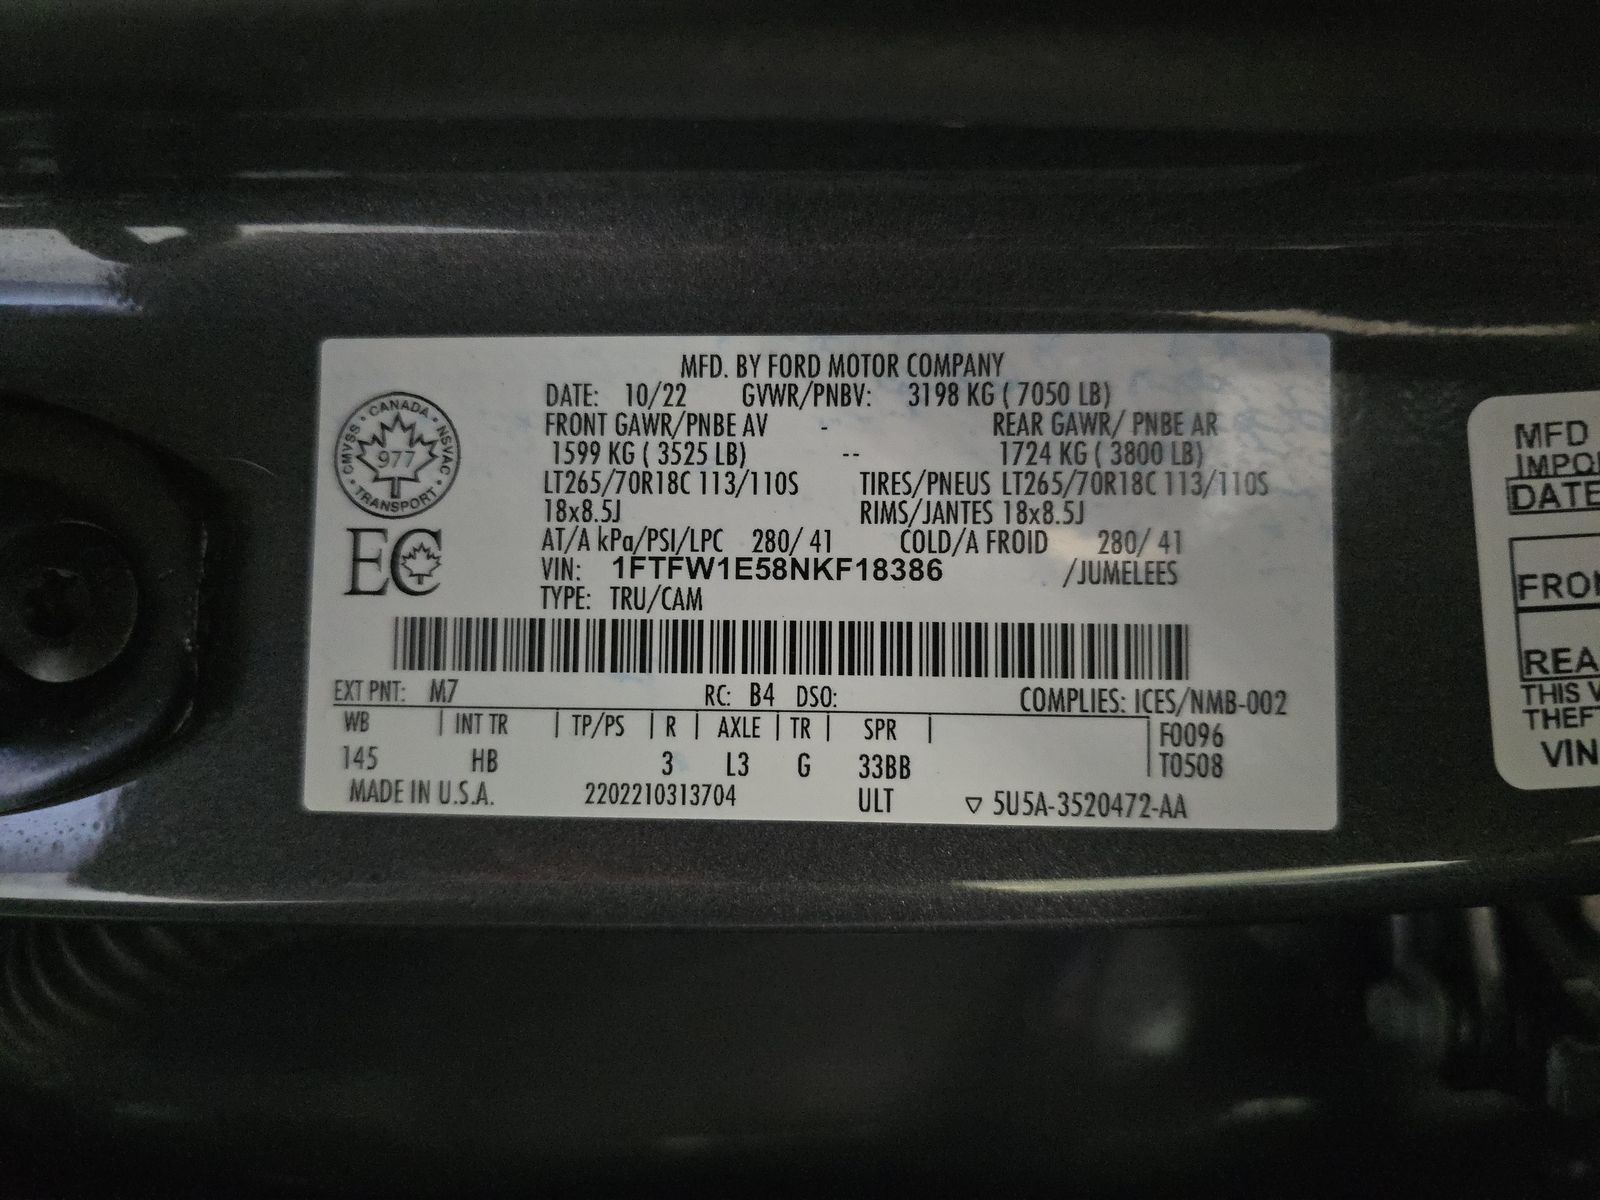 MFD. BY FORD MOTOR COMPANY
DATE: 10/22 GVWR/PNBV: 3198 KG ( 7050 LB)
FRONT GAWR/PNBE AV - REAR GAWR/ PNBE AR
1599 KG ( 3525 LB) -- 1724 KG ( 3800 LB)
LT265/70R18C 113/110S TIRES/PNEUS LT265/70R18C 113/110S
18x8.5J RIMS/JANTES 18x8.5J
AT/A kPa/PSI/LPC 280/ 41 COLD/A FROID 280/ 41
VIN: 1FTFW1E58NKF18386 /JUMELEES
TYPE: TRU/CAM
CANADA
CMVSS • NSVAC
977
TRANSPORT
EC
EXT PNT: M7 RC: B4 DSO: COMPLIES: ICES/NMB-002
WB | INT TR | TP/PS | R | AXLE | TR | SPR | F0096
145 HB 3 L3 G 33BB T0508
MADE IN U.S.A. 2202210313704 ULT ▽ 5U5A-3520472-AA
MFD
IMPO
DATE
FRON
REA
THIS V
THEF
VIN